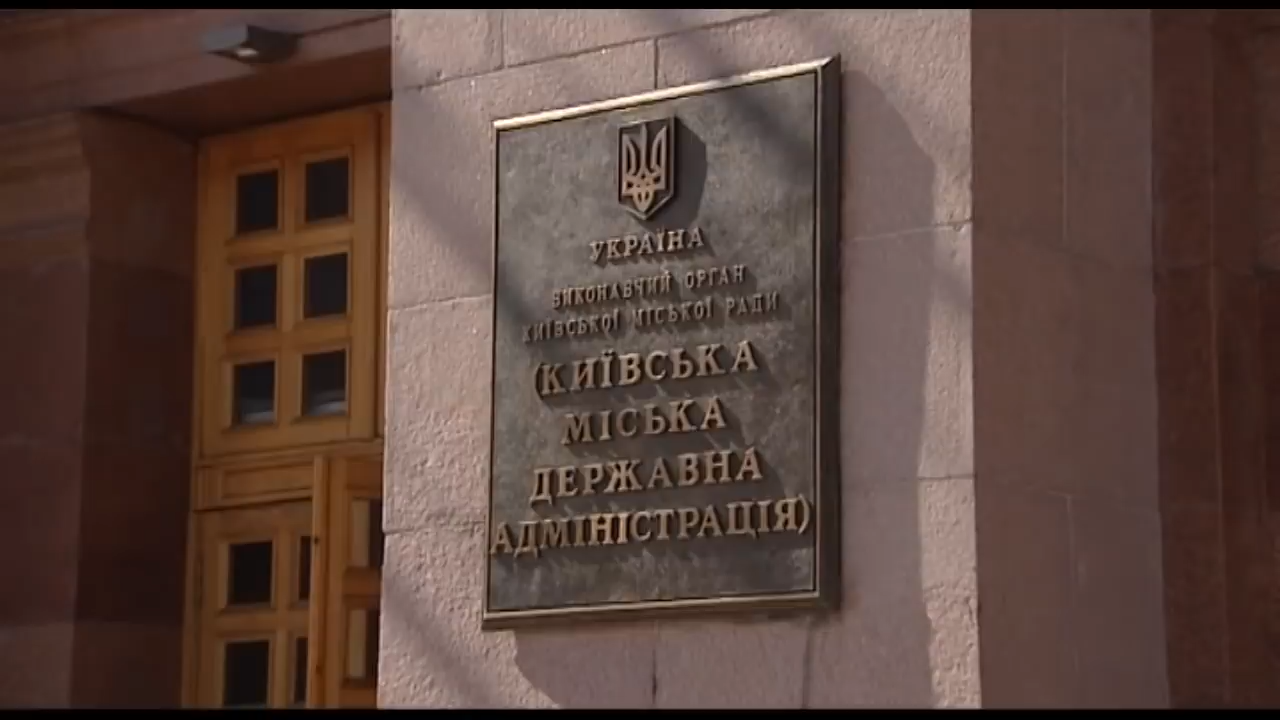 УКРАЇНА
ВИКОНАВЧИЙ ОРГАН
КИЇВСЬКОЇ МІСЬКОЇ РАДИ
(КИЇВСЬКА
МІСЬКА
ДЕРЖАВНА
АДМІНІСТРАЦІЯ)